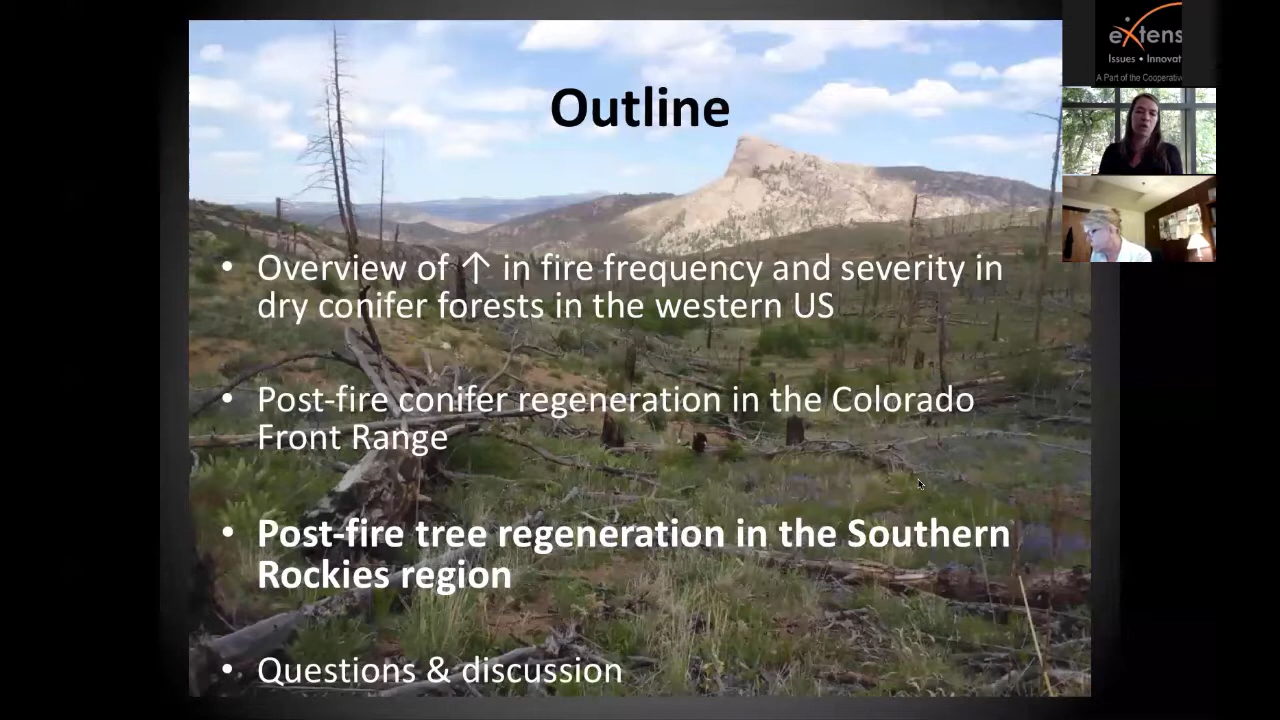 Outline
• Overview of ↑ in fire frequency and severity in
dry conifer forests in the western US
• Post-fire conifer regeneration in the Colorado
Front Range
• Post-fire tree regeneration in the Southern
Rockies region
• Questions & discussion
eXtens
Issues • Innovat
A Part of the Cooperativ